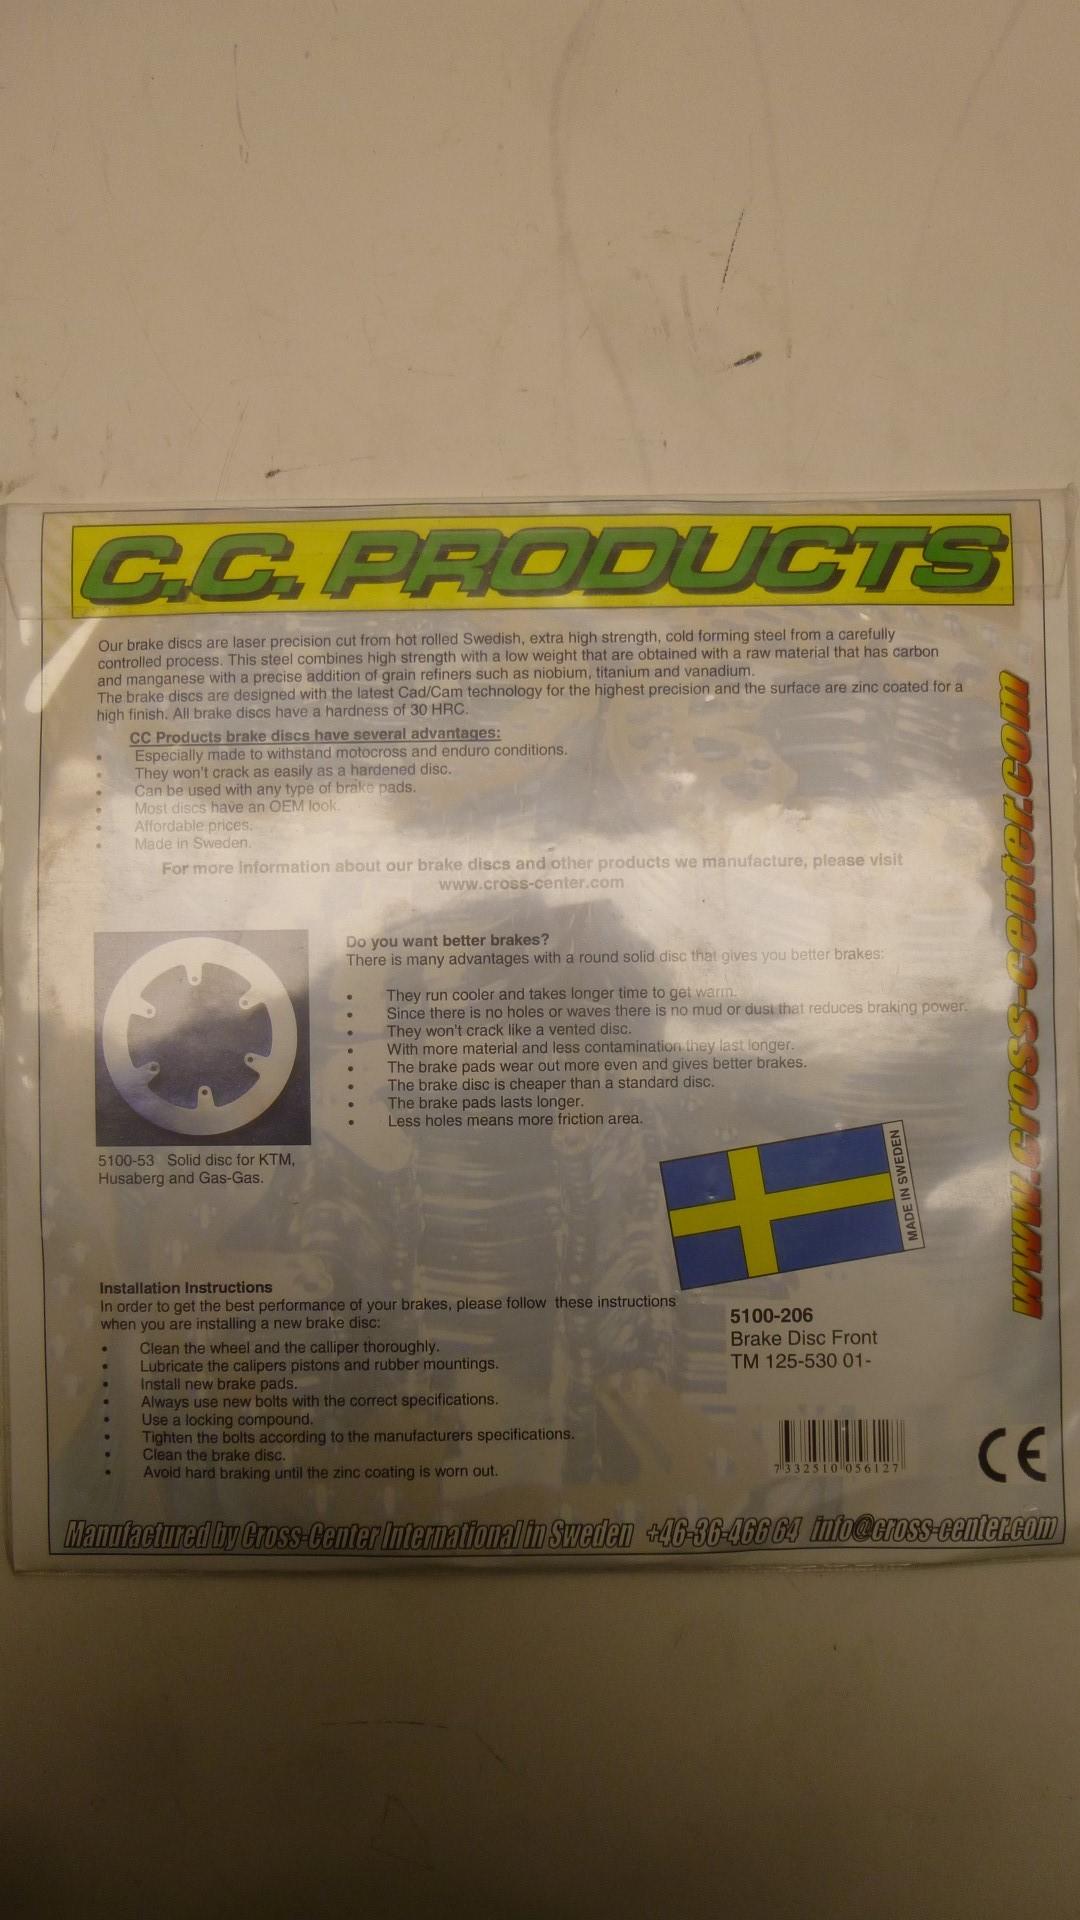 C.C. PRODUCTS
Our brake discs are laser precision cut from hot rolled Swedish, extra high strength, cold forming steel from a carefully
controlled process. This steel combines high strength with a low weight that are obtained with a raw material that has carbon
and manganese with a precise addition of grain refiners such as niobium, titanium and vanadium.
The brake discs are designed with the latest Cad/Cam technology for the highest precision and the surface are zinc coated for a
high finish. All brake discs have a hardness of 30 HRC.
CC Products brake discs have several advantages:
• Especially made to withstand motocross and enduro conditions.
• They won't crack as easily as a hardened disc.
• Can be used with any type of brake pads.
• Most discs have an OEM look.
• Affordable prices.
• Made in Sweden.
For more information about our brake discs and other products we manufacture, please visit
www.cross-center.com
www.cross-center.com
Do you want better brakes?
There is many advantages with a round solid disc that gives you better brakes:
• They run cooler and takes longer time to get warm.
• Since there is no holes or waves there is no mud or dust that reduces braking power.
• They won't crack like a vented disc.
• With more material and less contamination they last longer.
• The brake pads wear out more even and gives better brakes.
• The brake disc is cheaper than a standard disc.
• The brake pads lasts longer.
• Less holes means more friction area.
5100-53 Solid disc for KTM,
Husaberg and Gas-Gas.
MADE IN SWEDEN
Installation Instructions
In order to get the best performance of your brakes, please follow these instructions
when you are installing a new brake disc:
• Clean the wheel and the calliper thoroughly.
• Lubricate the calipers pistons and rubber mountings.
• Install new brake pads.
• Always use new bolts with the correct specifications.
• Use a locking compound.
• Tighten the bolts according to the manufacturers specifications.
• Clean the brake disc.
• Avoid hard braking until the zinc coating is worn out.
5100-206
Brake Disc Front
TM 125-530 01-
7 332510 056127
CE
Manufactured by Cross-Center International in Sweden +46-36-466 64 info@cross-center.com